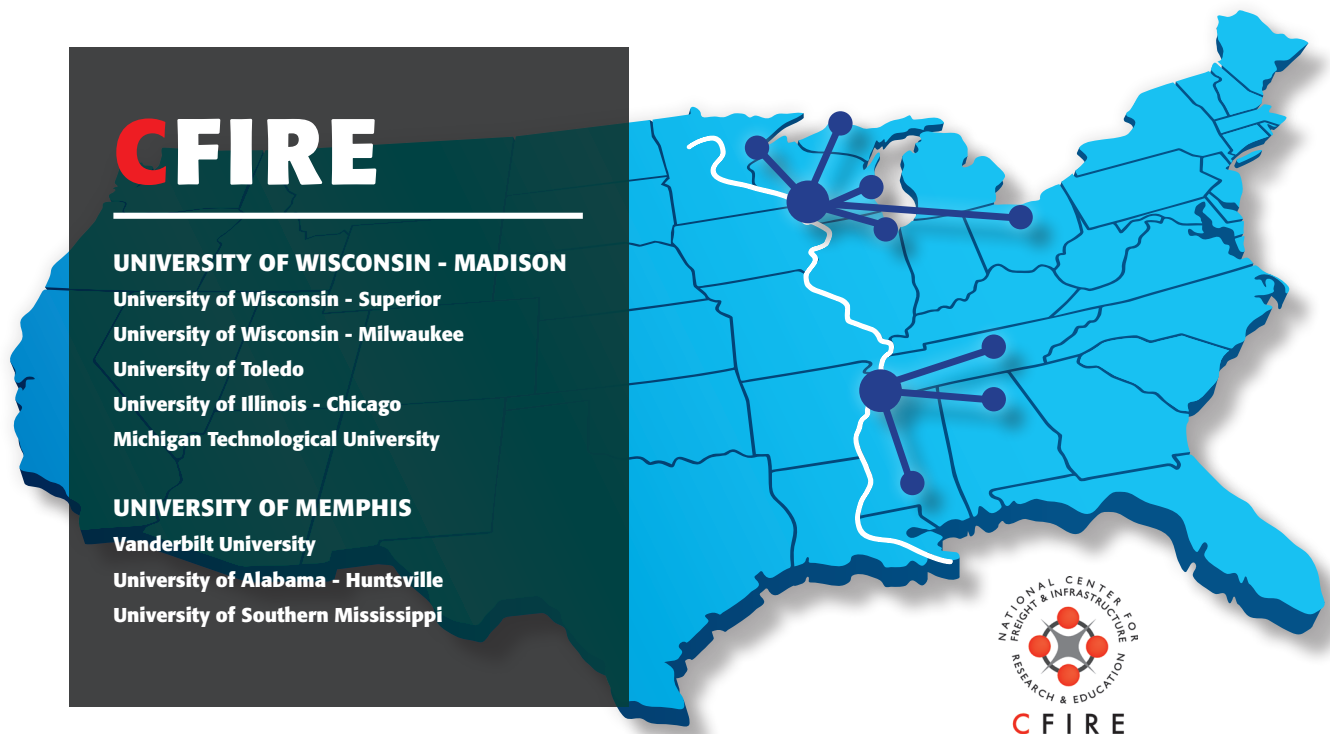 CFIRE
UNIVERSITY OF WISCONSIN - MADISON
University of Wisconsin - Superior
University of Wisconsin - Milwaukee
University of Toledo
University of Illinois - Chicago
Michigan Technological University
UNIVERSITY OF MEMPHIS
Vanderbilt University
University of Alabama - Huntsville
University of Southern Mississippi
NATIONAL CENTER FOR
FREIGHT & INFRASTRUCTURE
RESEARCH & EDUCATION
CFIRE